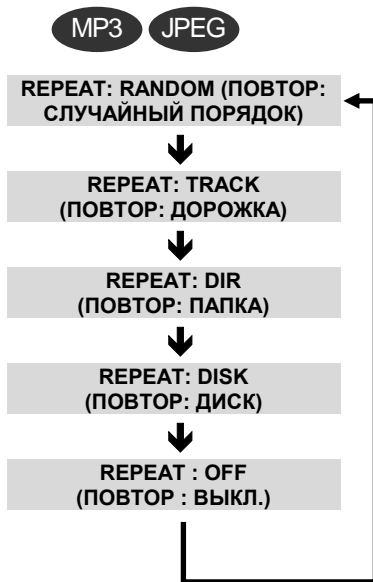 MP3 JPEG
REPEAT: RANDOM (ПОВТОР:
СЛУЧАЙНЫЙ ПОРЯДОК)
REPEAT: TRACK
(ПОВТОР: ДОРОЖКА)
REPEAT: DIR
(ПОВТОР: ПАПКА)
REPEAT: DISK
(ПОВТОР: ДИСК)
REPEAT : OFF
(ПОВТОР : ВЫКЛ.)